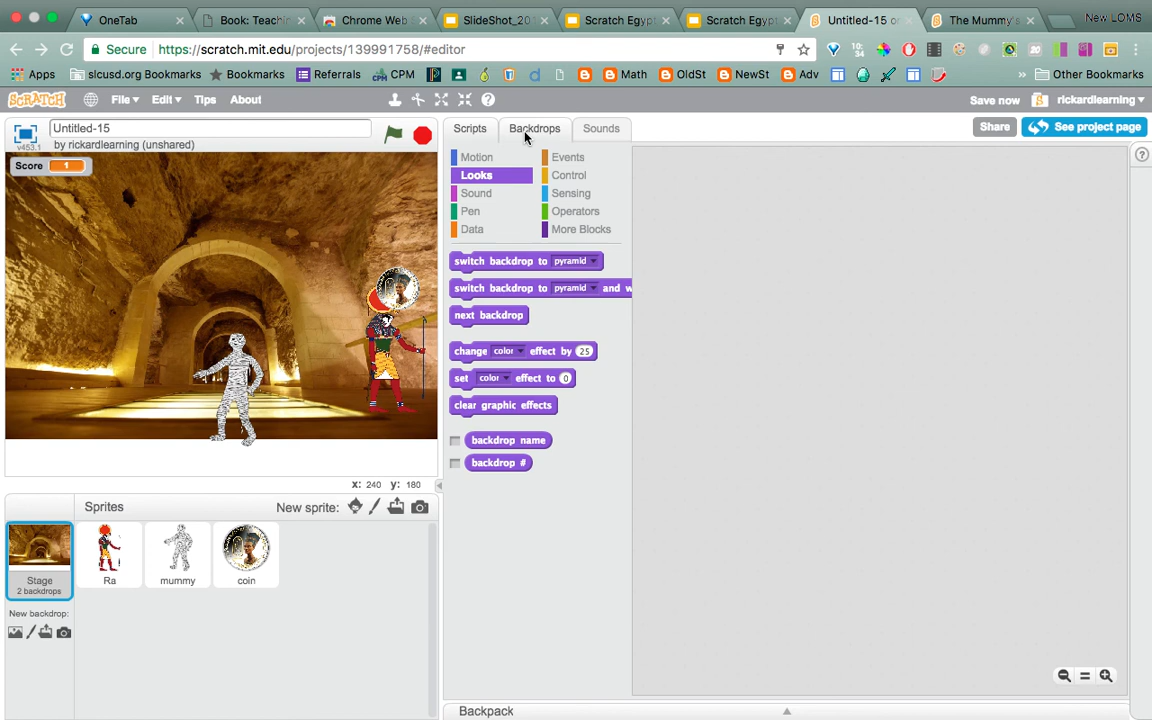 OneTab
Book: Teachin
Chrome Web
SlideShot_201
Scratch Egypt
Scratch Egypt
Untitled-15 or
The Mummy's
New LOMS
Secure
https://scratch.mit.edu/projects/139991758/#editor
Apps
slcusd.org Bookmarks
Bookmarks
Referrals
CPM
Math
OldSt
NewSt
Adv
»
Other Bookmarks
SCRATCH
File
Edit
Tips
About
Save now
rickardlearning
v453.1
Untitled-15
by rickardlearning (unshared)
Scripts
Backdrops
Sounds
Share
See project page
Score 1
Motion
Events
Looks
Control
Sound
Sensing
Pen
Operators
Data
More Blocks
switch backdrop to pyramid
switch backdrop to pyramid and w
next backdrop
change color effect by 25
set color effect to 0
clear graphic effects
backdrop name
backdrop #
x: 240 y: 180
Sprites
New sprite:
Stage
2 backdrops
Ra
mummy
coin
New backdrop:
Backpack